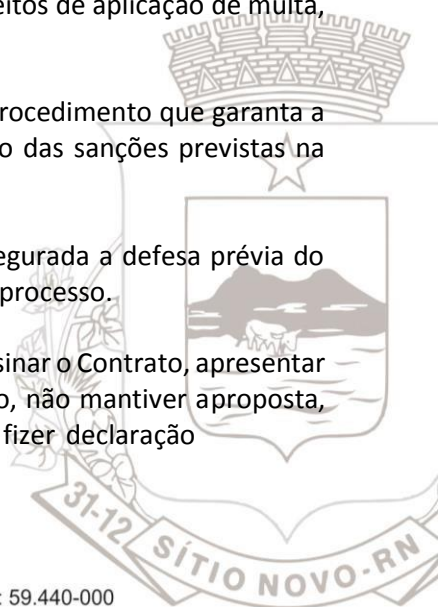 eitos de aplicação de multa,
rocedimento que garanta a
o das sanções previstas na
egurada a defesa prévia do
processo.
sinar o Contrato, apresentar
o, não mantiver aproposta,
fizer declaração
31-12 SÍTIO NOVO-RN
: 59.440-000